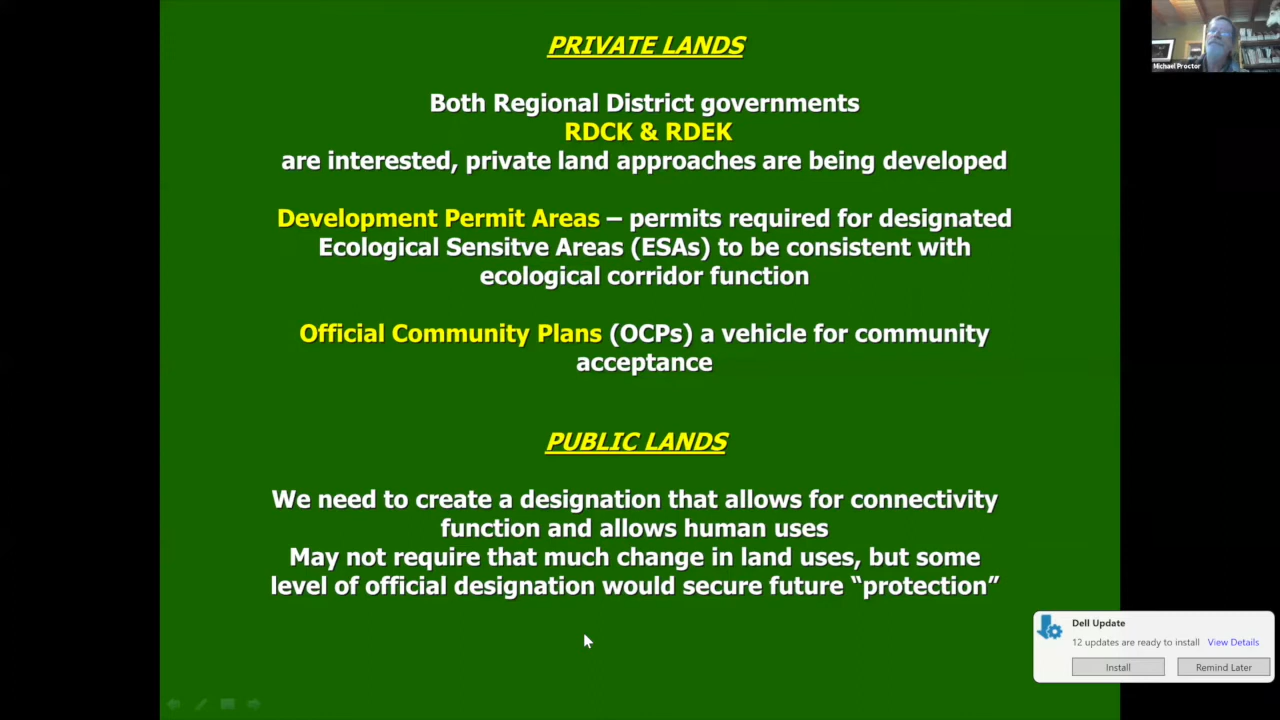 PRIVATE LANDS
Michael Proctor
Both Regional District governments
RDCK & RDEK
are interested, private land approaches are being developed
Development Permit Areas – permits required for designated
Ecological Sensitve Areas (ESAs) to be consistent with
ecological corridor function
Official Community Plans (OCPs) a vehicle for community
acceptance
PUBLIC LANDS
We need to create a designation that allows for connectivity
function and allows human uses
May not require that much change in land uses, but some
level of official designation would secure future “protection”
Dell Update
12 updates are ready to install View Details
Install Remind Later